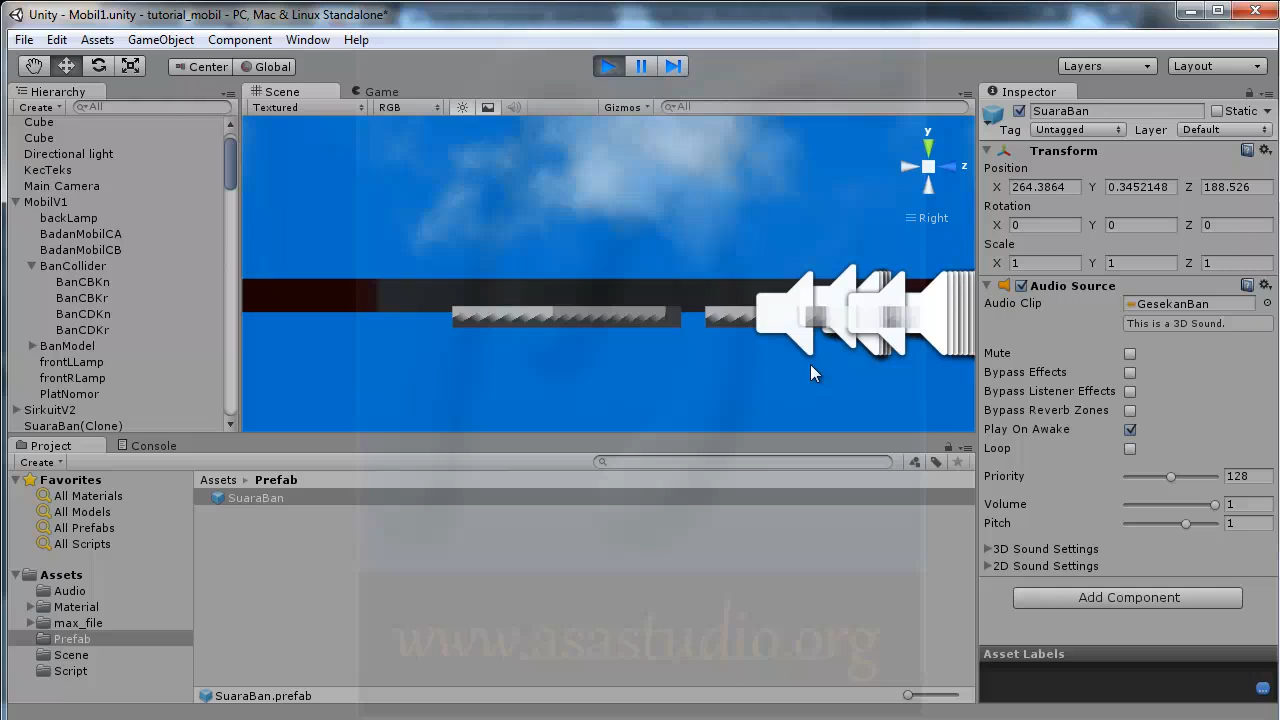 Unity - Mobil1.unity - tutorial_mobil - PC, Mac & Linux Standalone*
File Edit Assets GameObject Component Window Help
Center Global Layers Layout
Hierarchy
Create All
Cube
Cube
Directional light
KecTeks
Main Camera
MobilV1
backLamp
BadanMobilCA
BadanMobilCB
BanCollider
BanCBKn
BanCBKr
BanCDKn
BanCDKr
BanModel
frontLLamp
frontRLamp
PlatNomor
SirkuitV2
SuaraBan(Clone)
Scene Game
Textured RGB Gizmos All
y
z
Right
Inspector
SuaraBan Static
Tag Untagged Layer Default
Transform
Position
X 264.3864 Y 0.3452148 Z 188.526
Rotation
X 0 Y 0 Z 0
Scale
X 1 Y 1 Z 1
Audio Source
Audio Clip GesekanBan
This is a 3D Sound.
Mute
Bypass Effects
Bypass Listener Effects
Bypass Reverb Zones
Play On Awake
Loop
Priority 128
Volume 1
Pitch 1
3D Sound Settings
2D Sound Settings
Add Component
Asset Labels
Project Console
Create
Favorites
All Materials
All Models
All Prefabs
All Scripts
Assets
Audio
Material
max_file
Prefab
Scene
Script
Assets Prefab
SuaraBan
www.asastudio.org
SuaraBan.prefab